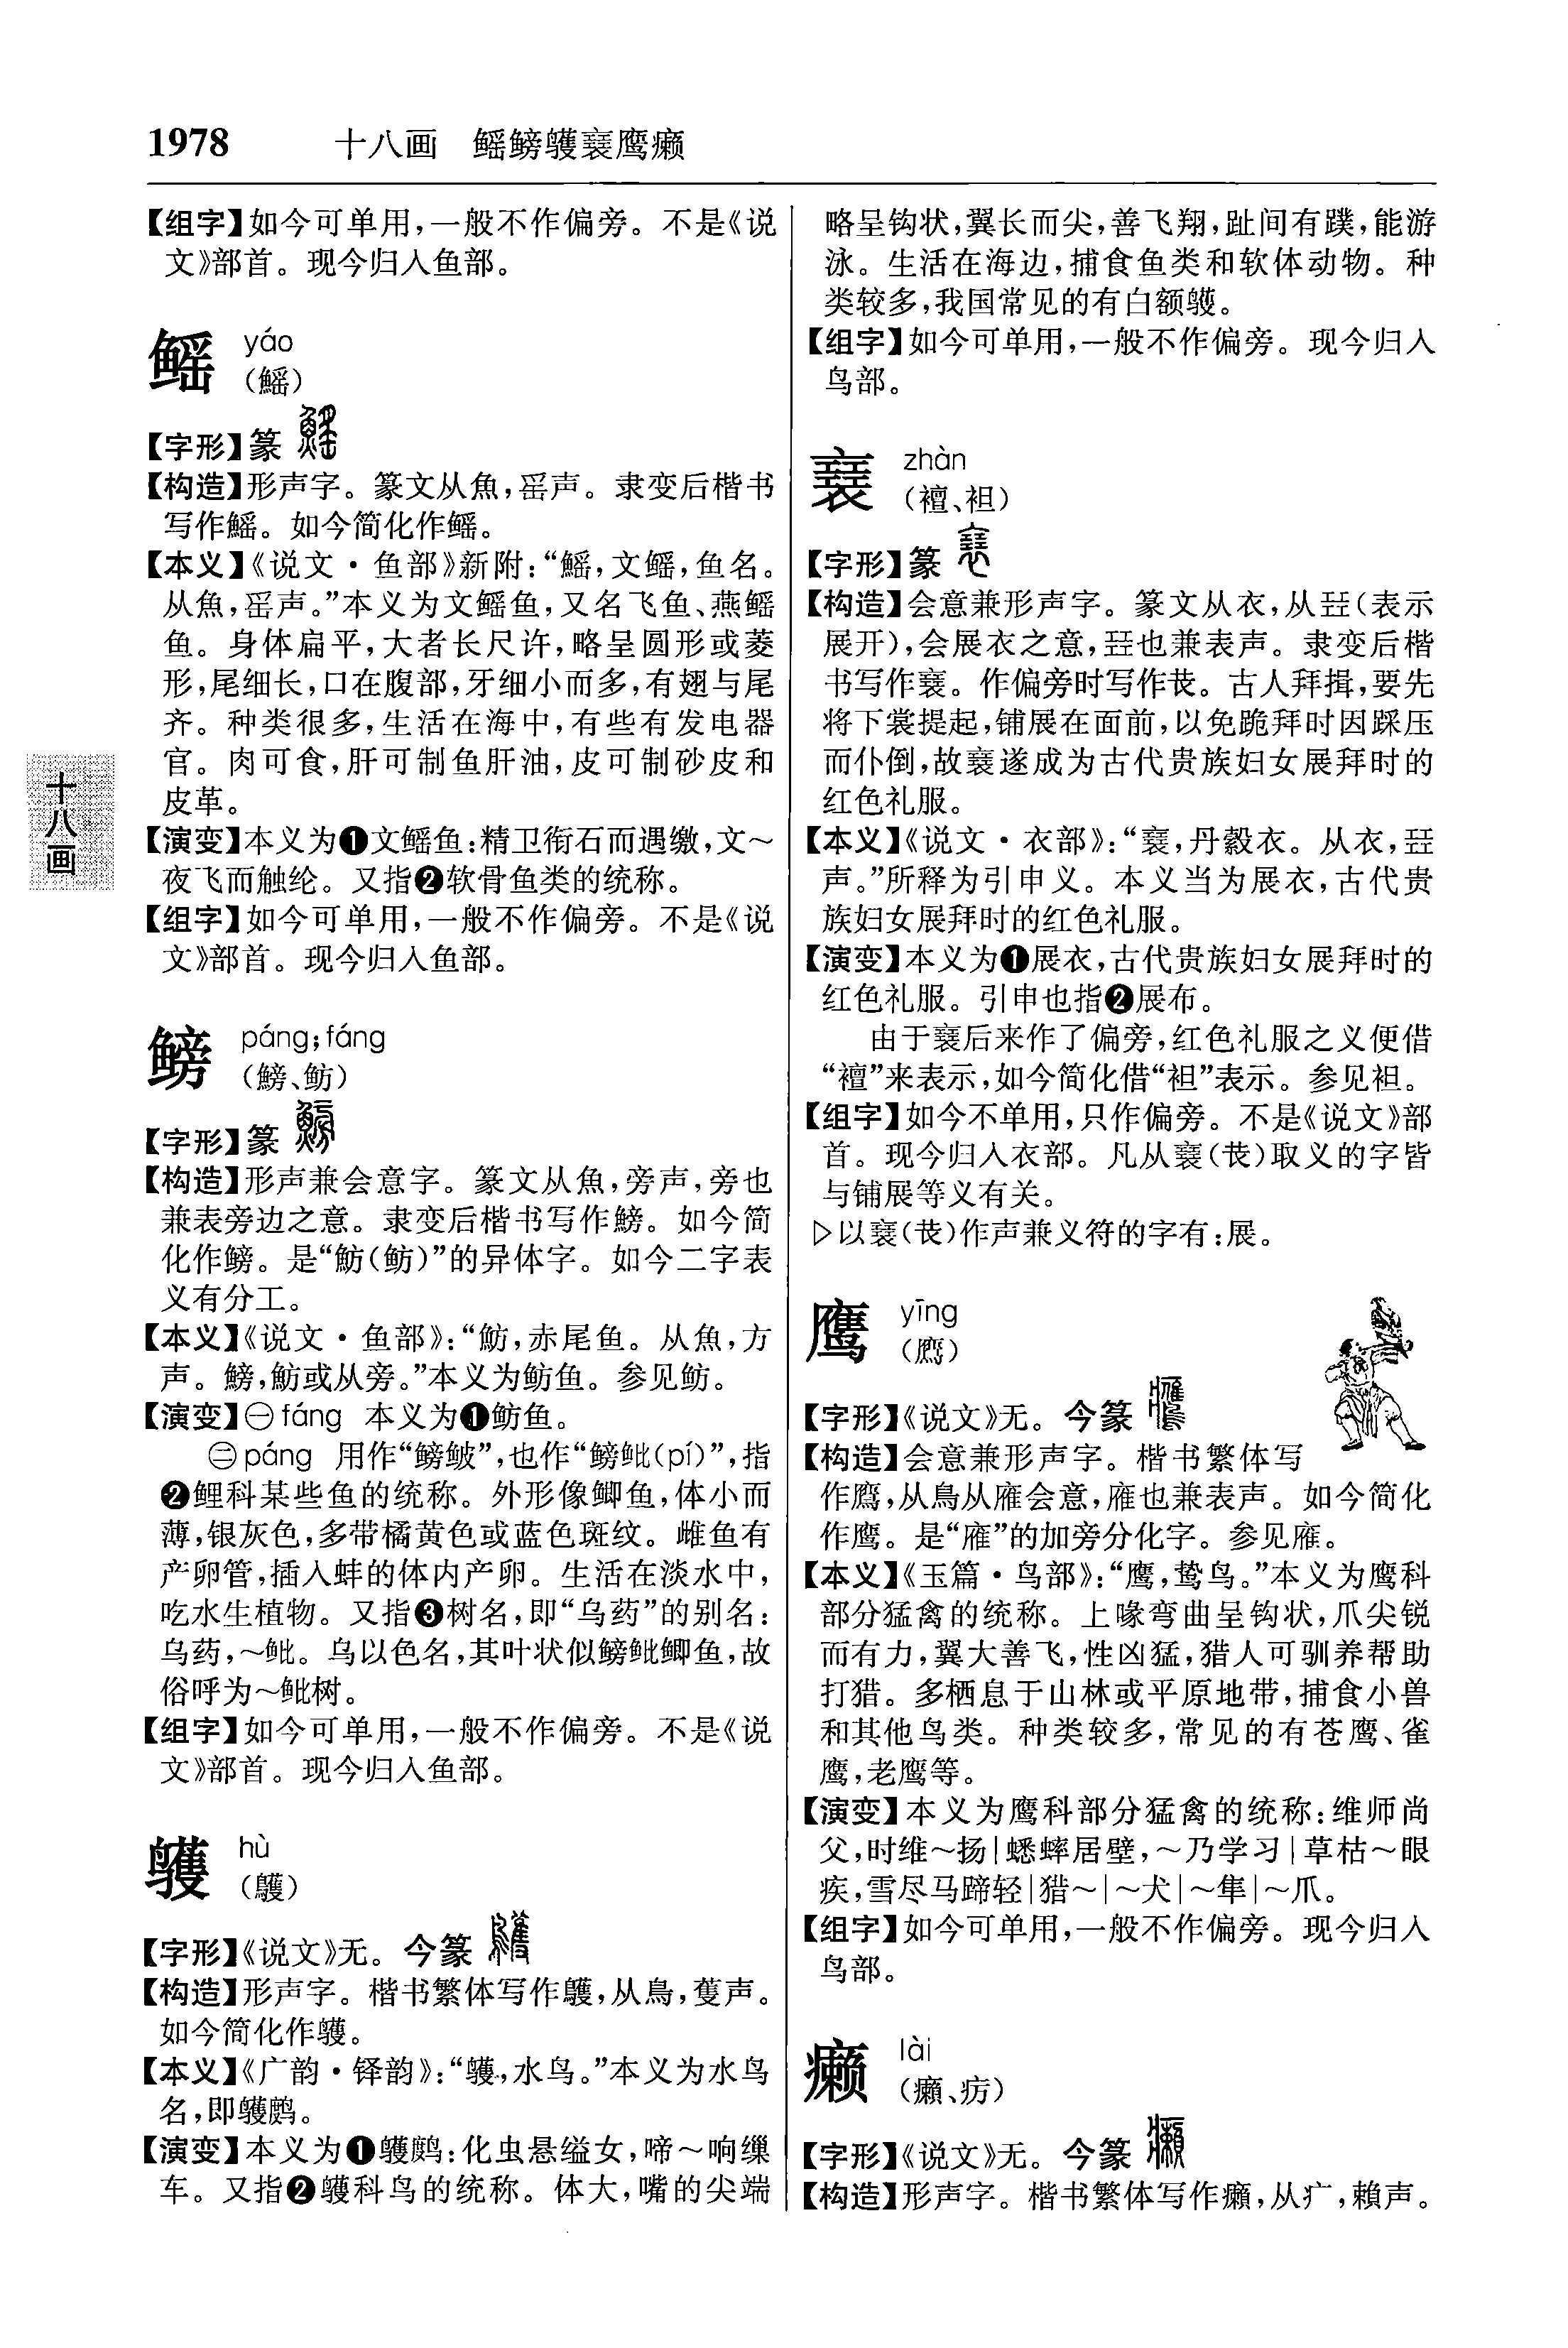 1978 十八画 鳐鳑鸌襄鹰癞
【组字】如今可单用,一般不作偏旁。不是《说
文》部首。现今归入鱼部。
鳐 yáo
(鰩)
【字形】篆
【构造】形声字。篆文从魚,䍃声。隶变后楷书
写作鰩。如今简化作鳐。
【本义】《说文·鱼部》新附:“鰩,文鳐,鱼名。
从魚,䍃声。”本义为文鳐鱼,又名飞鱼、燕鳐
鱼。身体扁平,大者长尺许,略呈圆形或菱
形,尾细长,口在腹部,牙细小而多,有翅与尾
齐。种类很多,生活在海中,有些有发电器
官。肉可食,肝可制鱼肝油,皮可制砂皮和
皮革。
【演变】本义为❶文鳐鱼:精卫衔石而遇缴,文~
夜飞而触纶。又指❷软骨鱼类的统称。
【组字】如今可单用,一般不作偏旁。不是《说
文》部首。现今归入鱼部。
鳑 páng;fáng
(鰟、鲂)
【字形】篆
【构造】形声兼会意字。篆文从魚,旁声,旁也
兼表旁边之意。隶变后楷书写作鰟。如今简
化作鳑。是“魴(鲂)”的异体字。如今二字表
义有分工。
【本义】《说文·鱼部》:“魴,赤尾鱼。从魚,方
声。鰟,魴或从旁。”本义为鲂鱼。参见鲂。
【演变】㊀fáng 本义为❶鲂鱼。
㊁páng 用作“鳑鲏”,也作“鳑魮(pí)”,指
❷鲤科某些鱼的统称。外形像鲫鱼,体小而
薄,银灰色,多带橘黄色或蓝色斑纹。雌鱼有
产卵管,插入蚌的体内产卵。生活在淡水中,
吃水生植物。又指❸树名,即“乌药”的别名:
乌药,~魮。乌以色名,其叶状似鳑魮鲫鱼,故
俗呼为~魮树。
【组字】如今可单用,一般不作偏旁。不是《说
文》部首。现今归入鱼部。
鹱 hù
(鸌)
【字形】《说文》无。今篆
【构造】形声字。楷书繁体写作鸌,从鳥,蒦声。
如今简化作鹱。
【本义】《广韵·铎韵》:“鹱,水鸟。”本义为水鸟
名,即鹱鹧。
【演变】本义为❶鹱鹧:化虫悬缢女,啼~响缫
车。又指❷鹱科鸟的统称。体大,嘴的尖端
略呈钩状,翼长而尖,善飞翔,趾间有蹼,能游
泳。生活在海边,捕食鱼类和软体动物。种
类较多,我国常见的有白额鹱。
【组字】如今可单用,一般不作偏旁。现今归入
鸟部。
襄 zhàn
(襢、袒)
【字形】篆
【构造】会意兼形声字。篆文从衣,从㠭(表示
展开),会展衣之意,㠭也兼表声。隶变后楷
书写作襄。作偏旁时写作㠭。古人拜揖,要先
将下裳提起,铺展在面前,以免跪拜时因踩压
而仆倒,故襄遂成为古代贵族妇女展拜时的
红色礼服。
【本义】《说文·衣部》:“襄,丹縠衣。从衣,㠭
声。”所释为引申义。本义当为展衣,古代贵
族妇女展拜时的红色礼服。
【演变】本义为❶展衣,古代贵族妇女展拜时的
红色礼服。引申也指❷展布。
由于襄后来作了偏旁,红色礼服之义便借
“襢”来表示,如今简化借“袒”表示。参见袒。
【组字】如今不单用,只作偏旁。不是《说文》部
首。现今归入衣部。凡从襄取义的字皆
与铺展等义有关。
▷以襄作声兼义符的字有:展。
鹰 yīng
(鷹)
【字形】《说文》无。今篆
【构造】会意兼形声字。楷书繁体写
作鷹,从鳥从雁会意,雁也兼表声。如今简化
作鹰。是“雁”的加旁分化字。参见雁。
【本义】《玉篇·鸟部》:“鹰,鸷鸟。”本义为鹰科
部分猛禽的统称。上喙弯曲呈钩状,爪尖锐
而有力,翼大善飞,性凶猛,猎人可驯养帮助
打猎。多栖息于山林或平原地带,捕食小兽
和其他鸟类。种类较多,常见的有苍鹰、雀
鹰,老鹰等。
【演变】本义为鹰科部分猛禽的统称:维师尚
父,时维~扬|蟋蟀居壁,~乃学习|草枯~眼
疾,雪尽马蹄轻|猎~|~犬|~隼|~爪。
【组字】如今可单用,一般不作偏旁。现今归入
鸟部。
癞 lài
(癩、疠)
【字形】《说文》无。今篆
【构造】形声字。楷书繁体写作癩,从疒,賴声。
十八画